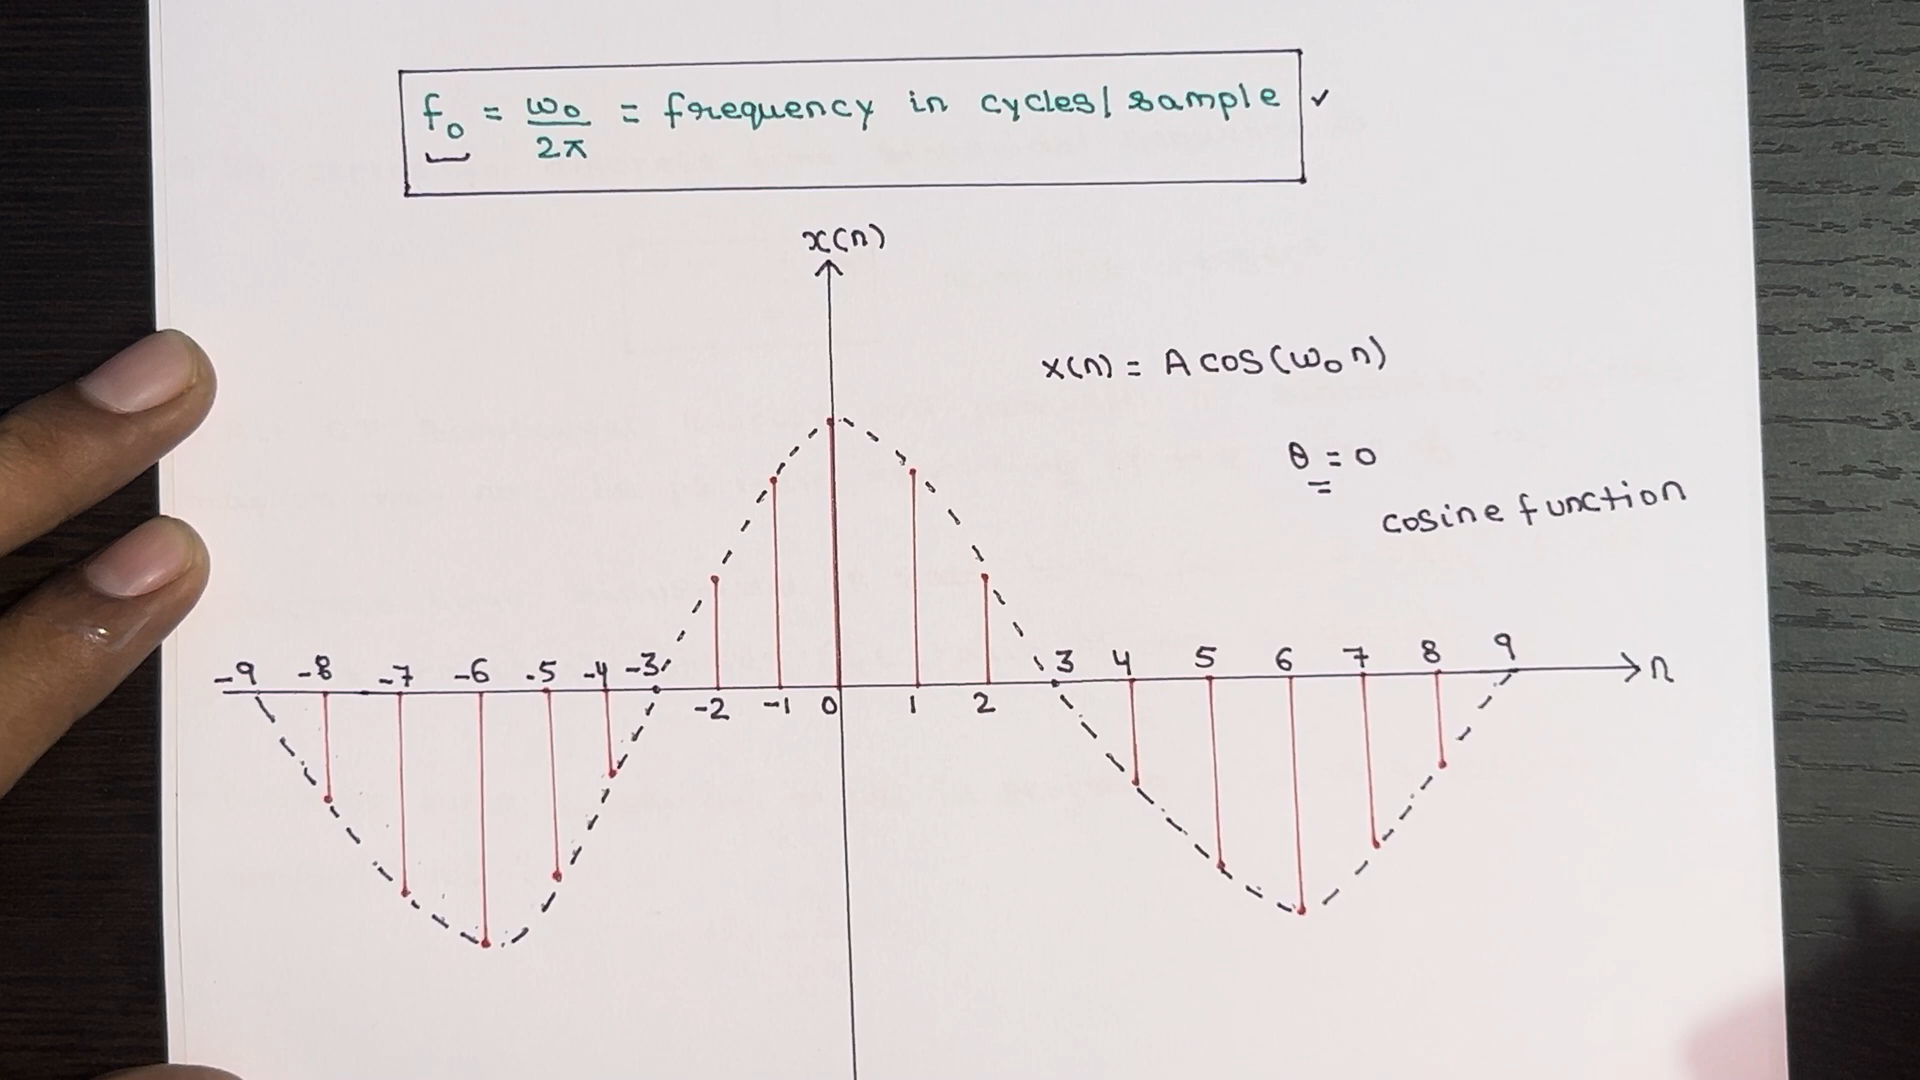 f₀ = ω₀/2π = frequency in cycles/sample ✓
x(n)
x(n) = A cos(ω₀n)
θ = 0
cosine function
-9 -8 -7 -6 -5 -4 -3 3 4 5 6 7 8 9 n
-2 -1 0 1 2